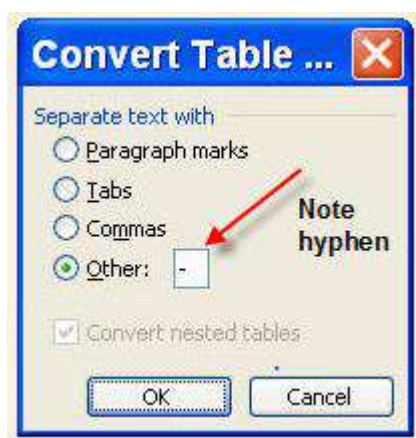 Convert Table ...
Separate text with
Paragraph marks
Tabs
Commas
Other: -
Note
hyphen
Convert nested tables
OK Cancel